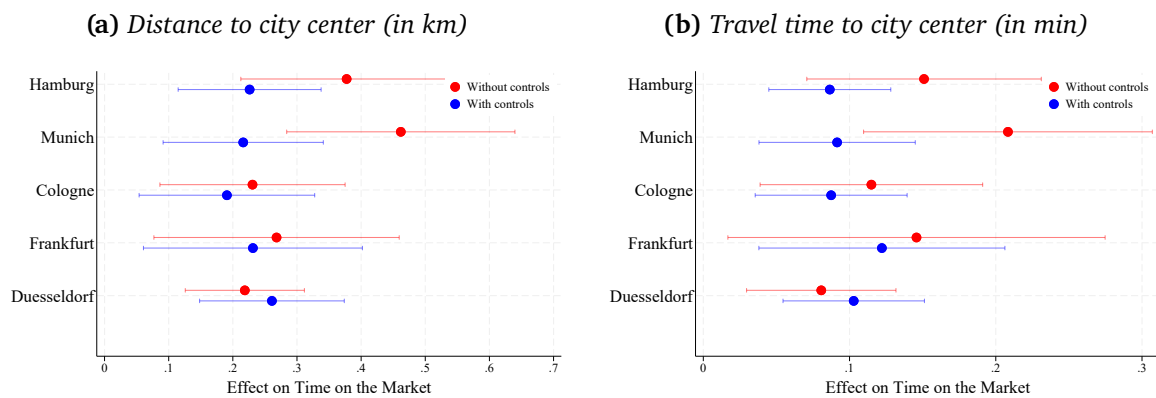 (a) Distance to city center (in km)
Hamburg
Munich
Cologne
Frankfurt
Duesseldorf
Without controls
With controls
0 .1 .2 .3 .4 .5 .6 .7
Effect on Time on the Market
(b) Travel time to city center (in min)
Hamburg
Munich
Cologne
Frankfurt
Duesseldorf
Without controls
With controls
0 .1 .2 .3
Effect on Time on the Market